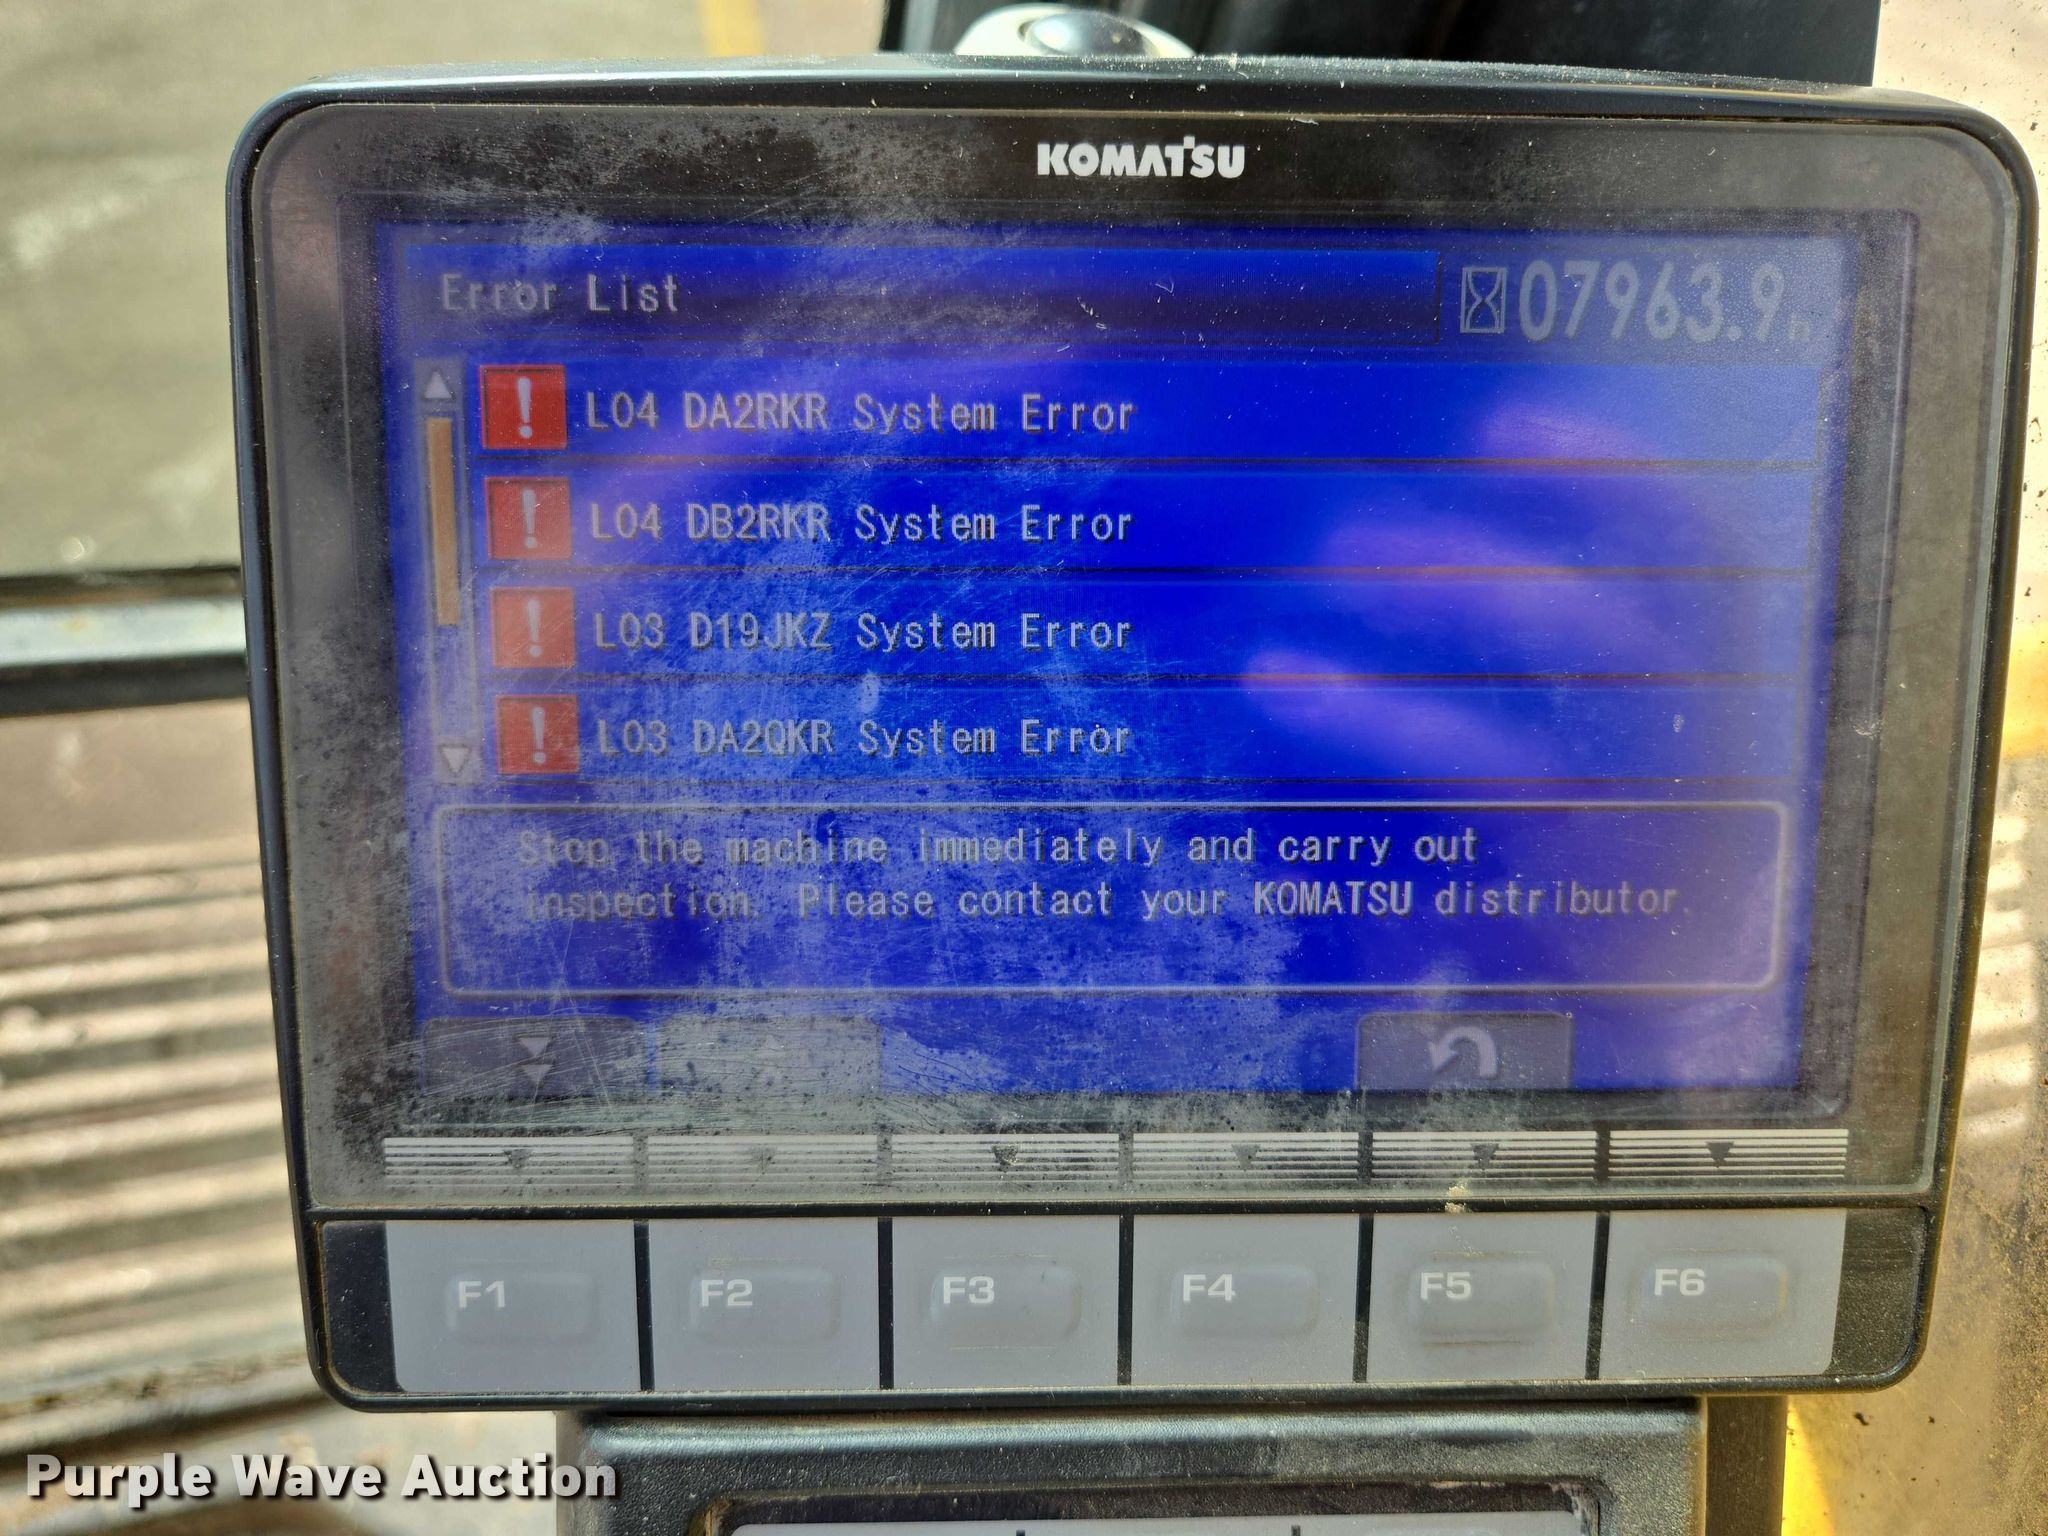 KOMATSU
Error List
07963.9h
! L04 DA2RKR System Error
! L04 DB2RKR System Error
! L03 D19JKZ System Error
! L03 DA2QKR System Error
Stop the machine immediately and carry out
inspection. Please contact your KOMATSU distributor.
F1 F2 F3 F4 F5 F6
Purple Wave Auction